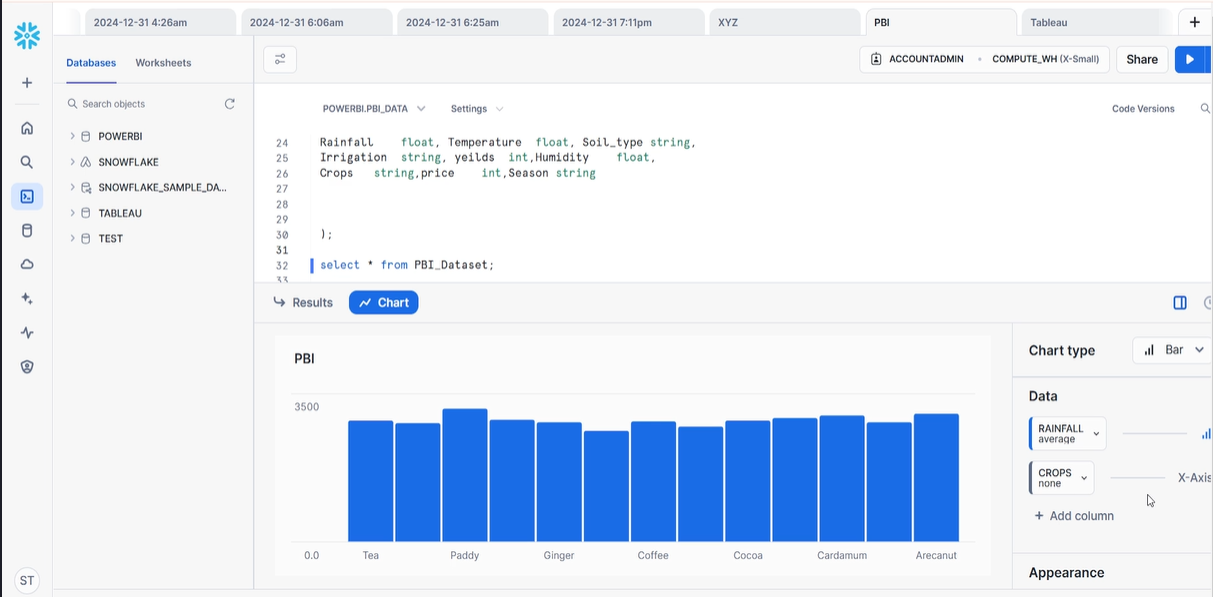 2024-12-31 4:26am 2024-12-31 6:06am 2024-12-31 6:25am 2024-12-31 7:11pm XYZ PBI Tableau +
Databases Worksheets
ACCOUNTADMIN COMPUTE_WH (X-Small) Share
Search objects
POWERBI.PBI_DATA Settings Code Versions
POWERBI
SNOWFLAKE
SNOWFLAKE_SAMPLE_DA...
TABLEAU
TEST
24 Rainfall float, Temperature float, Soil_type string,
25 Irrigation string, yeilds int,Humidity float,
26 Crops string,price int,Season string
27
28
29
30 );
31
32 select * from PBI_Dataset;
33
Results Chart
PBI
3500
0.0
Tea Paddy Ginger Coffee Cocoa Cardamum Arecanut
Chart type Bar
Data
RAINFALL
average
CROPS
none
X-Axis
+ Add column
Appearance
ST